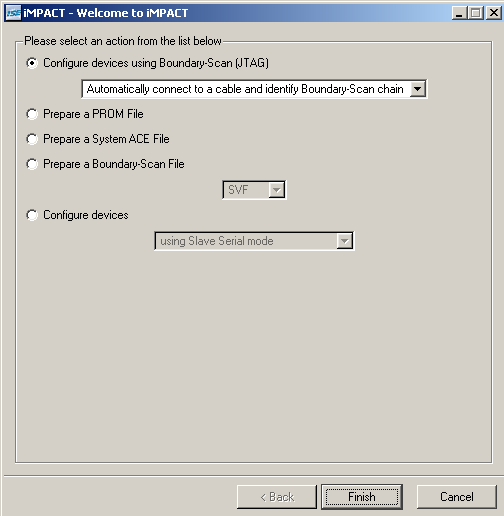 iMPACT - Welcome to iMPACT
Please select an action from the list below
Configure devices using Boundary-Scan (JTAG)
Automatically connect to a cable and identify Boundary-Scan chain
Prepare a PROM File
Prepare a System ACE File
Prepare a Boundary-Scan File
SVF
Configure devices
using Slave Serial mode
< Back Finish Cancel